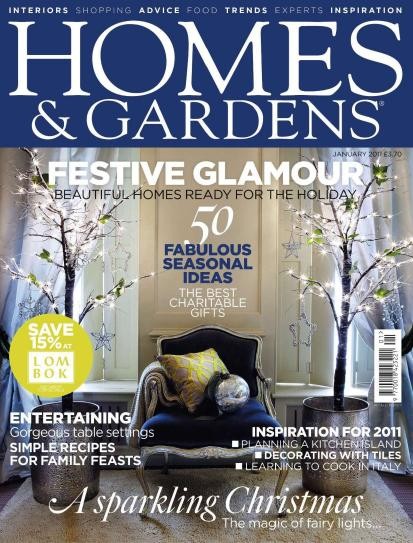 INTERIORS SHOPPING ADVICE FOOD TRENDS EXPERTS INSPIRATION
HOMES
& GARDENS®
JANUARY 2011 £3.70
FESTIVE GLAMOUR
BEAUTIFUL HOMES READY FOR THE HOLIDAY
50
FABULOUS
SEASONAL
IDEAS
THE BEST
CHARITABLE
GIFTS
SAVE
15% AT
LOM
BOK
ENTERTAINING
Gorgeous table settings
SIMPLE RECIPES
FOR FAMILY FEASTS
INSPIRATION FOR 2011
■ PLANNING A KITCHEN ISLAND
■ DECORATING WITH TILES
■ LEARNING TO COOK IN ITALY
A sparkling Christmas
The magic of fairy lights...